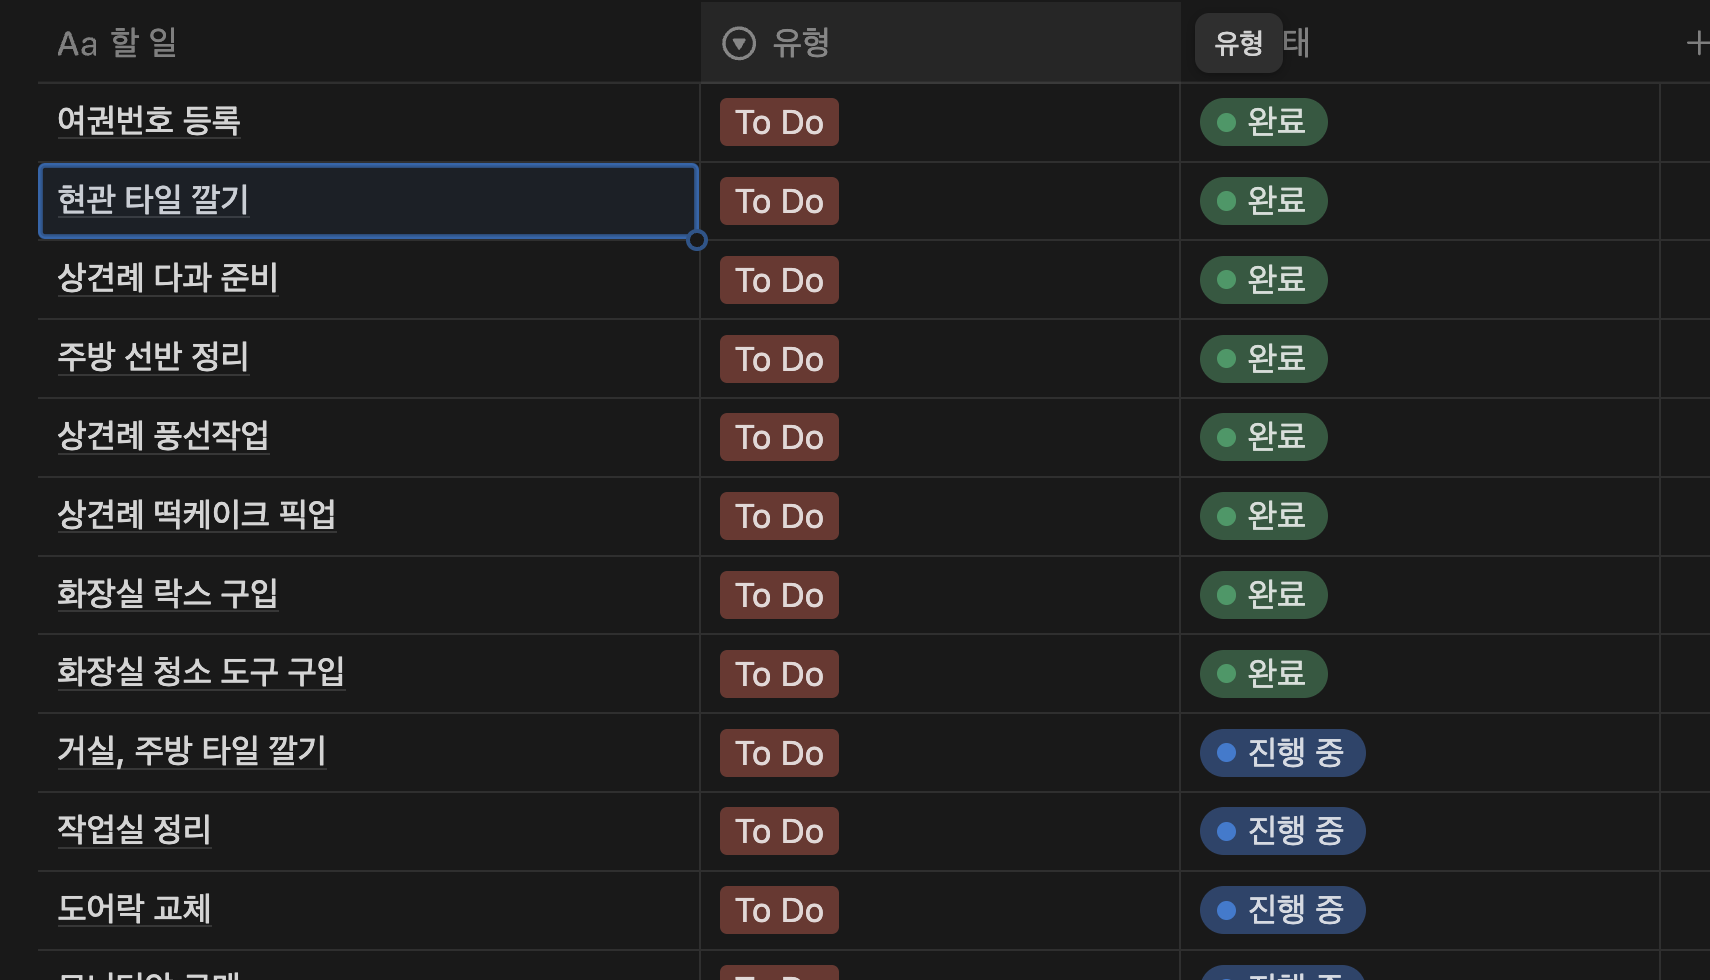 Aa 할 일 유형 유형 태
여권번호 등록 To Do 완료
현관 타일 깔기 To Do 완료
상견례 다과 준비 To Do 완료
주방 선반 정리 To Do 완료
상견례 풍선작업 To Do 완료
상견례 떡케이크 픽업 To Do 완료
화장실 락스 구입 To Do 완료
화장실 청소 도구 구입 To Do 완료
거실, 주방 타일 깔기 To Do 진행 중
작업실 정리 To Do 진행 중
도어락 교체 To Do 진행 중
To Do 진행 중